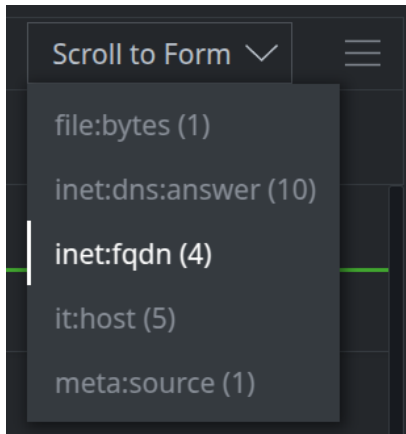 Scroll to Form
file:bytes (1)
inet:dns:answer (10)
inet:fqdn (4)
it:host (5)
meta:source (1)